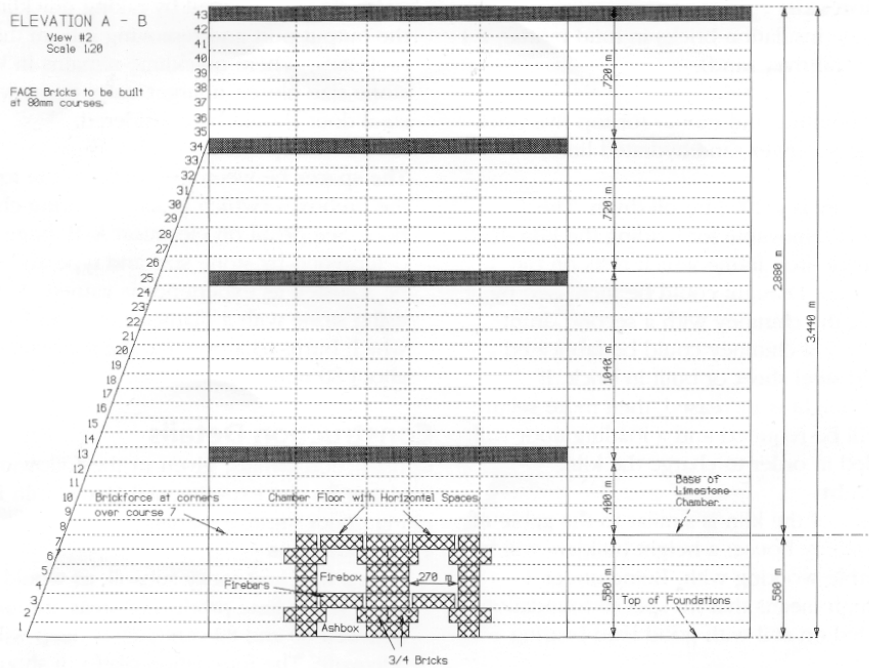 ELEVATION A - B
View #2
Scale 1:20
FACE Bricks to be built
at 80mm courses.
43
42
41
40
39
38
37
36
35
34
33
32
31
30
29
28
27
26
25
24
23
22
21
20
19
18
17
16
15
14
13
12
11
10
9
8
7
6
5
4
3
2
1
.720 m
.720 m
1.040 m
.400 m
.560 m
2.880 m
.560 m
3.440 m
Brickforce at corners
over course 7
Chamber Floor with Horizontal Spaces
Base of
Limestone
Chamber
Firebox
.270 m
Firebars
Top of Foundations
Ashbox
3/4 Bricks